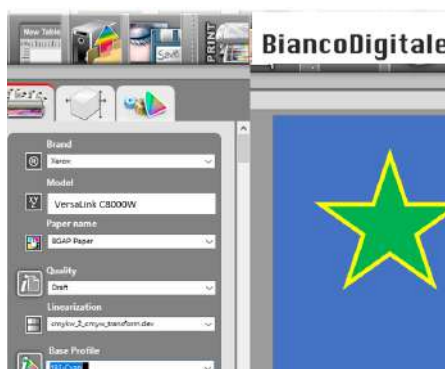 New Table
Save
PRINT
BiancoDigitale
Brand
Xerox
Model
VersaLink C8000W
Paper name
BGAP Paper
Quality
Draft
Linearization
cmykw_2_cmyw_transform.dev
Base Profile